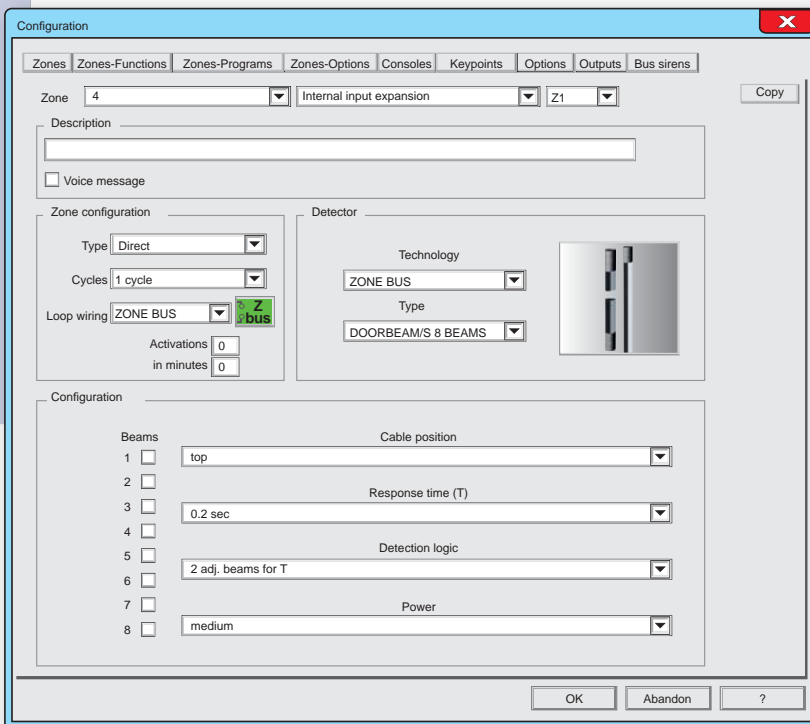 Configuration
X
Zones Zones-Functions Zones-Programs Zones-Options Consoles Keypoints Options Outputs Bus sirens
Zone 4 Internal input expansion Z1 Copy
Description
Voice message
Zone configuration
Type Direct
Cycles 1 cycle
Loop wiring ZONE BUS Z bus
Activations 0
in minutes 0
Detector
Technology
ZONE BUS
Type
DOORBEAM/S 8 BEAMS
Configuration
Beams
1
2
3
4
5
6
7
8
Cable position
top
Response time (T)
0.2 sec
Detection logic
2 adj. beams for T
Power
medium
OK Abandon ?